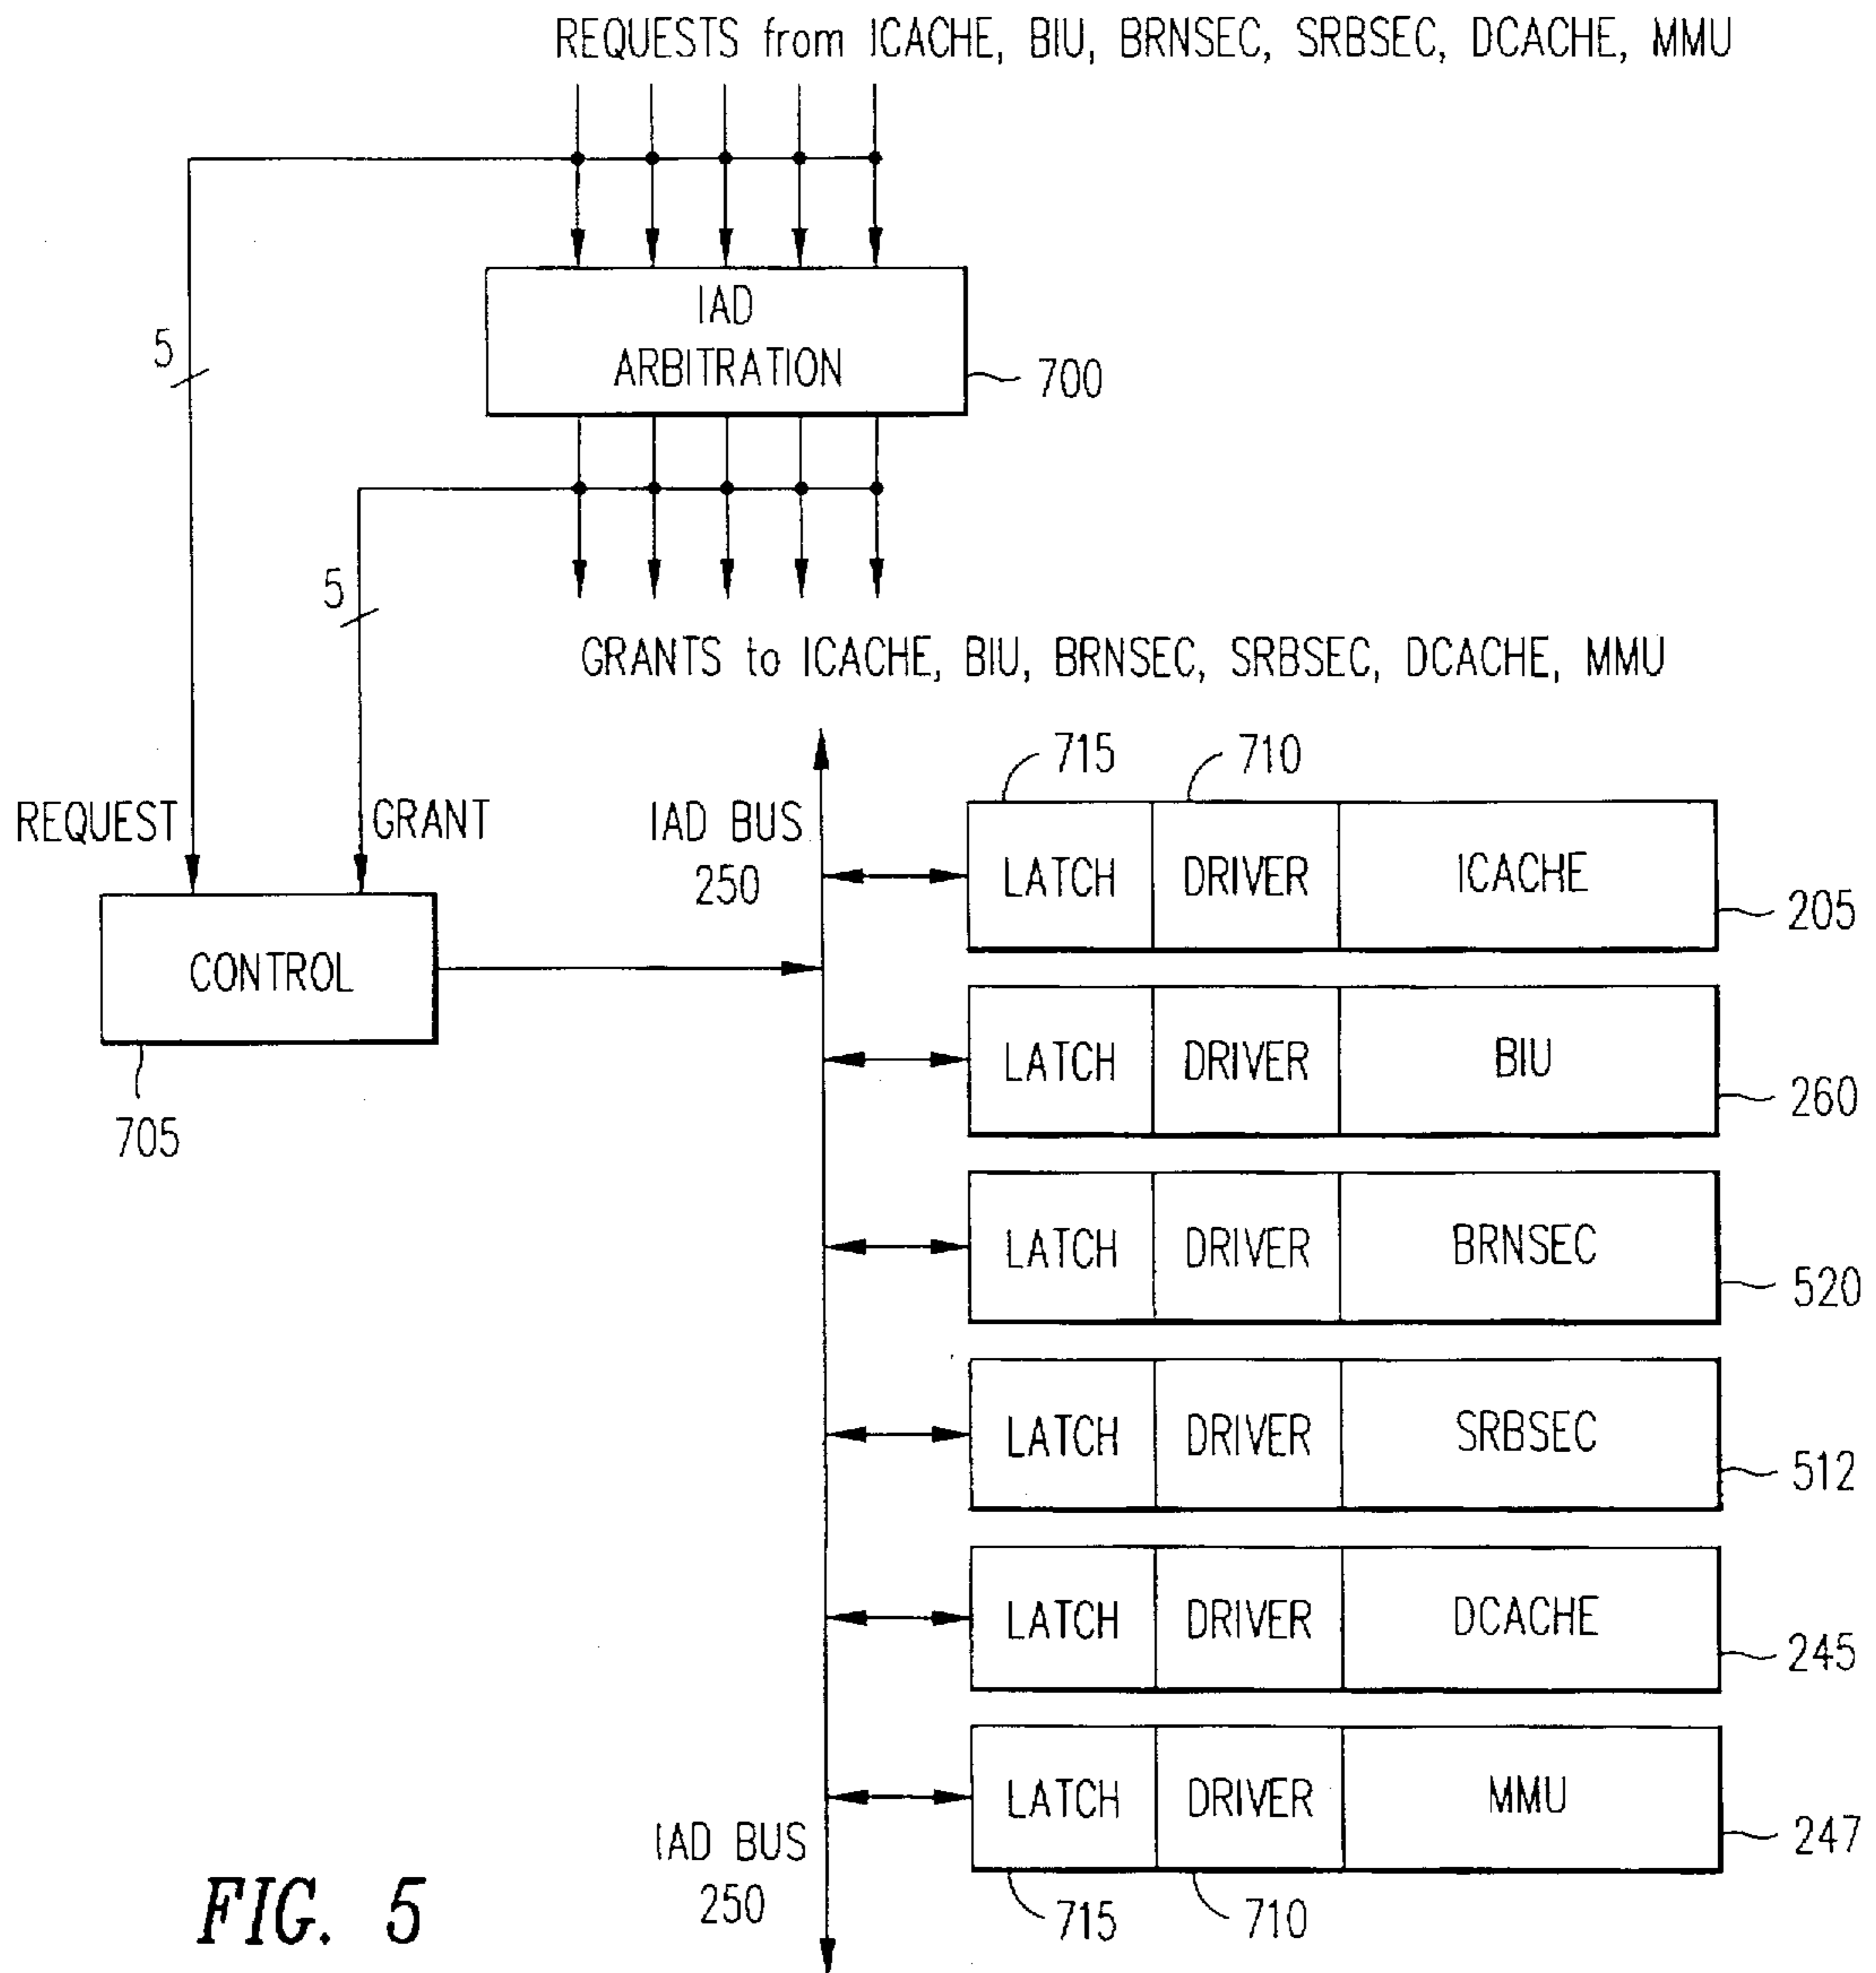 REQUESTS from ICACHE, BIU, BRNSEC, SRBSEC, DCACHE, MMU
IAD
ARBITRATION
700
5
5
GRANTS to ICACHE, BIU, BRNSEC, SRBSEC, DCACHE, MMU
REQUEST
GRANT
CONTROL
705
IAD BUS
250
715
710
LATCH DRIVER ICACHE
205
LATCH DRIVER BIU
260
LATCH DRIVER BRNSEC
520
LATCH DRIVER SRBSEC
512
LATCH DRIVER DCACHE
245
LATCH DRIVER MMU
247
IAD BUS
250
715
710
FIG. 5